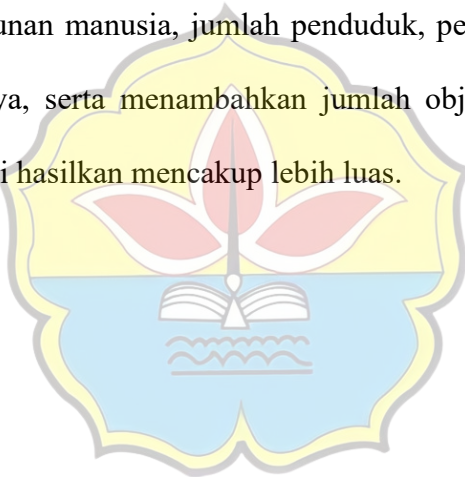 unan manusia, jumlah penduduk, pe
ya, serta menambahkan jumlah obj
i hasilkan mencakup lebih luas.